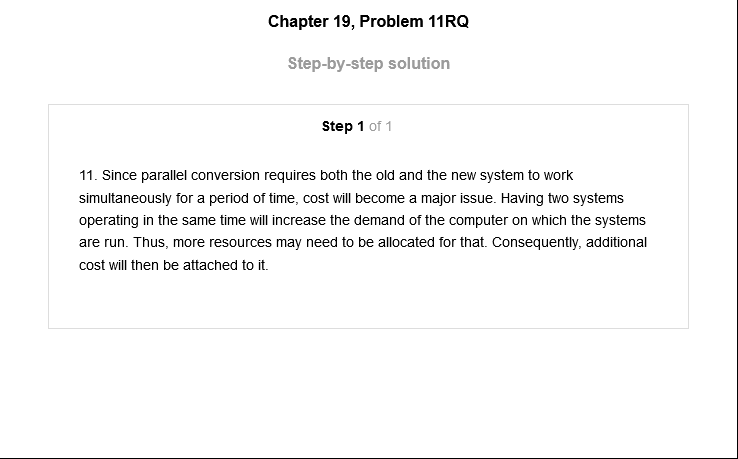 Chapter 19, Problem 11RQ
Step-by-step solution
Step 1 of 1
11. Since parallel conversion requires both the old and the new system to work
simultaneously for a period of time, cost will become a major issue. Having two systems
operating in the same time will increase the demand of the computer on which the systems
are run. Thus, more resources may need to be allocated for that. Consequently, additional
cost will then be attached to it.